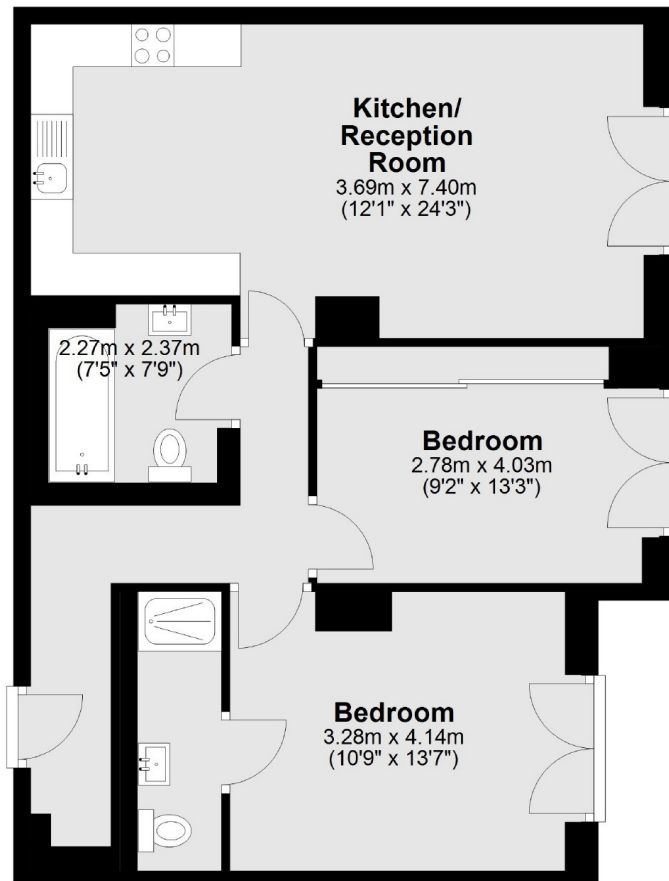 Kitchen/
Reception
Room
3.69m x 7.40m
(12'1" x 24'3")
2.27m x 2.37m
(7'5" x 7'9")
Bedroom
2.78m x 4.03m
(9'2" x 13'3")
Bedroom
3.28m x 4.14m
(10'9" x 13'7")